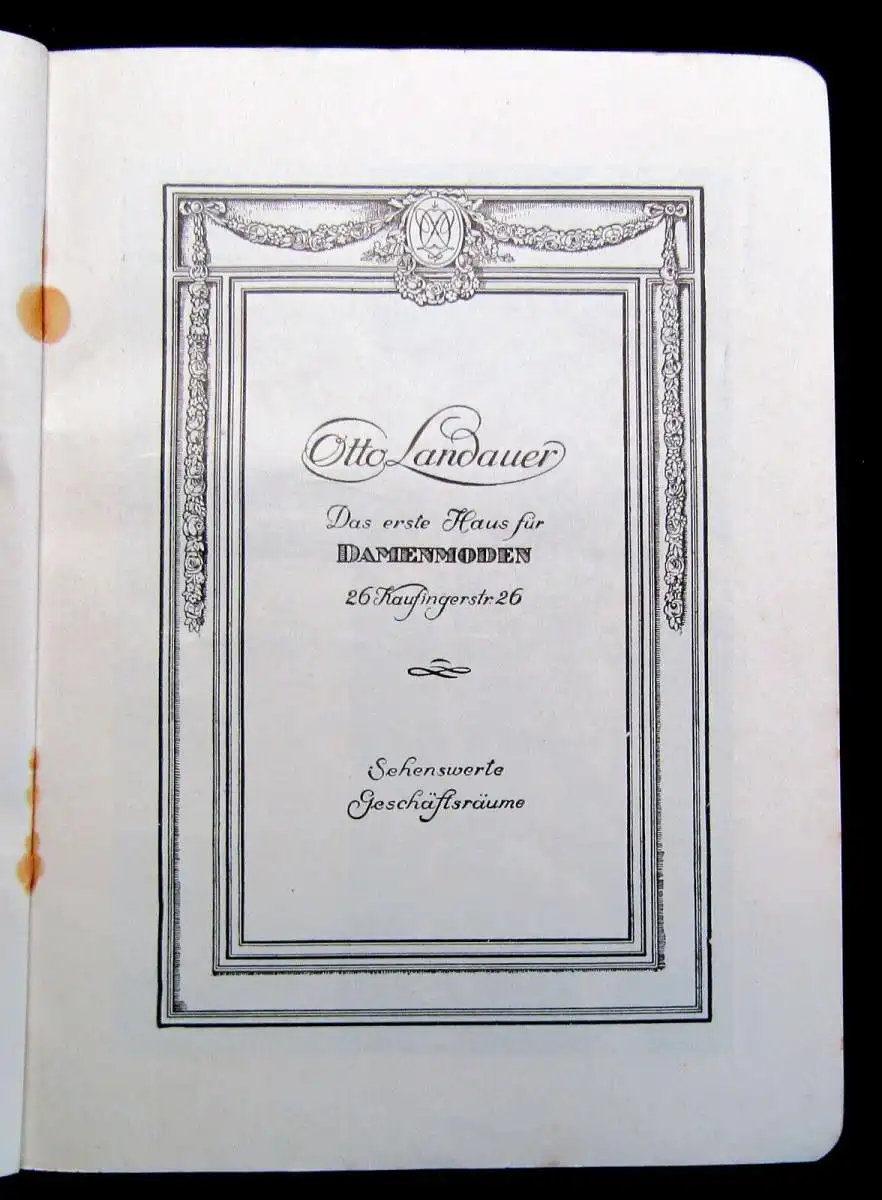 Otto Landauer
Das erste Haus für
DAMENMODEN
26 Kaufingerstr. 26
Sehenswerte
Geschäftsräume